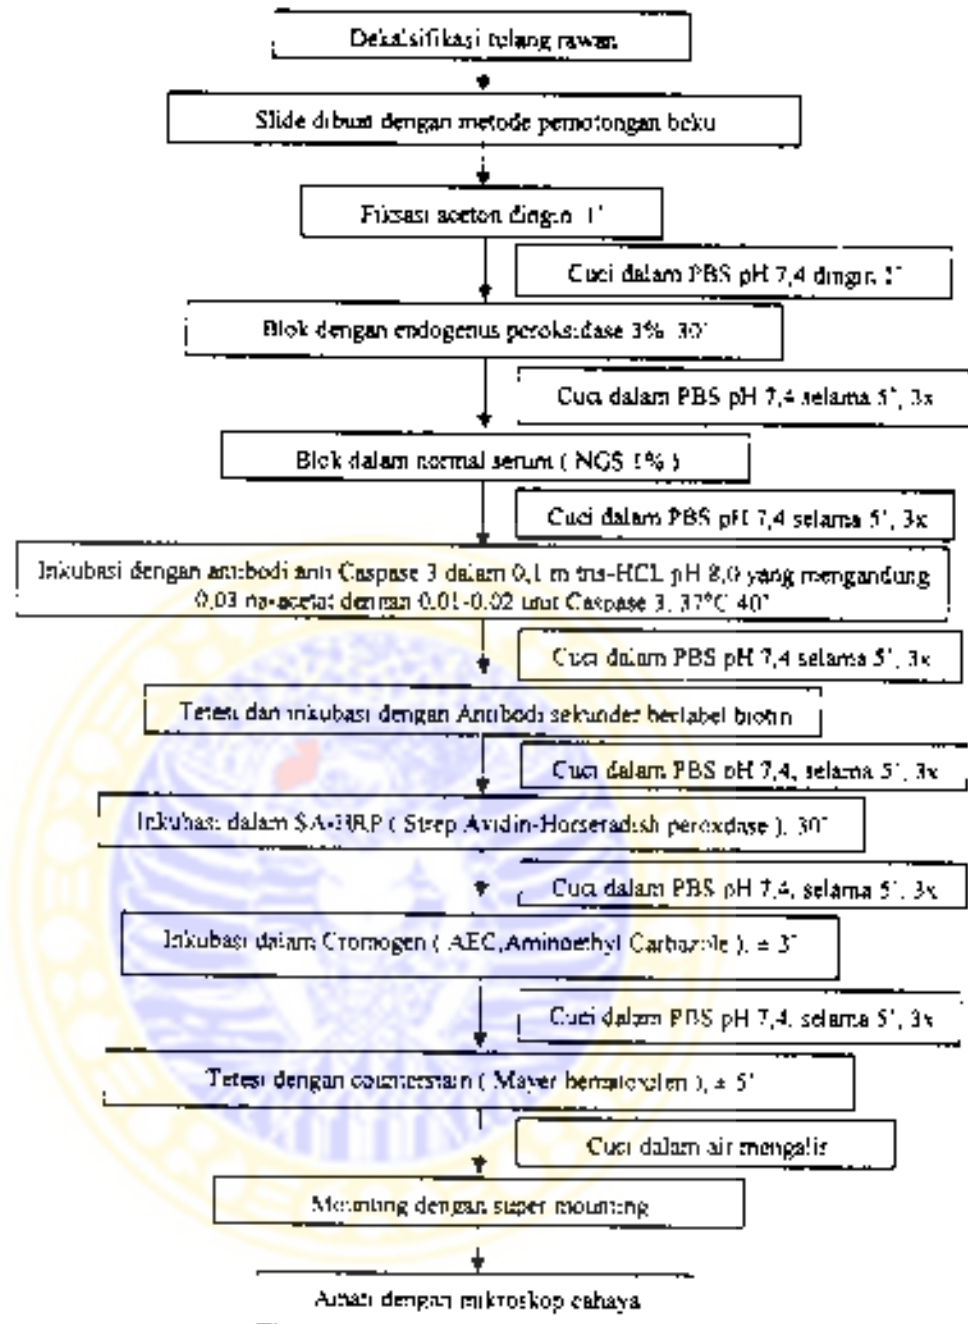 Dekalsifikasi tulang rawan
Slide dibuat dengan metode pemotongan beku
Fiksasi aceton dingin 1'
Cuci dalam PBS pH 7,4 dingin
Blok dengan endogenus peroksidase 3% 30'
Cuci dalam PBS pH 7,4 selama 5', 3x
Blok dalam normal serum ( NGS 1% )
Cuci dalam PBS pH 7,4 selama 5', 3x
Inkubasi dengan antibodi anti Caspase 3 dalam 0,1 m tris-HCL pH 8,0 yang mengandung
0,03 na-acetat dengan 0.01-0.02 unit Caspase 3, 37°C 40'
Cuci dalam PBS pH 7,4 selama 5', 3x
Tetesi dan inkubasi dengan Antibodi sekunder berlabel biotin
Cuci dalam PBS pH 7,4, selama 5', 3x
Inkubasi dalam SA-HRP ( Strep Avidin-Horseradish peroxdase ), 30'
Cuci dalam PBS pH 7,4, selama 5', 3x
Inkubasi dalam Cromogen ( AEC,Aminoethyl Carbazole ), ± 3'
Cuci dalam PBS pH 7,4, selama 5', 3x
Tetesi dengan counterstain ( Mayer hematoxylen ), ± 5'
Cuci dalam air mengalir
Mounting dengan super mounting
Amati dengan mikroskop cahaya